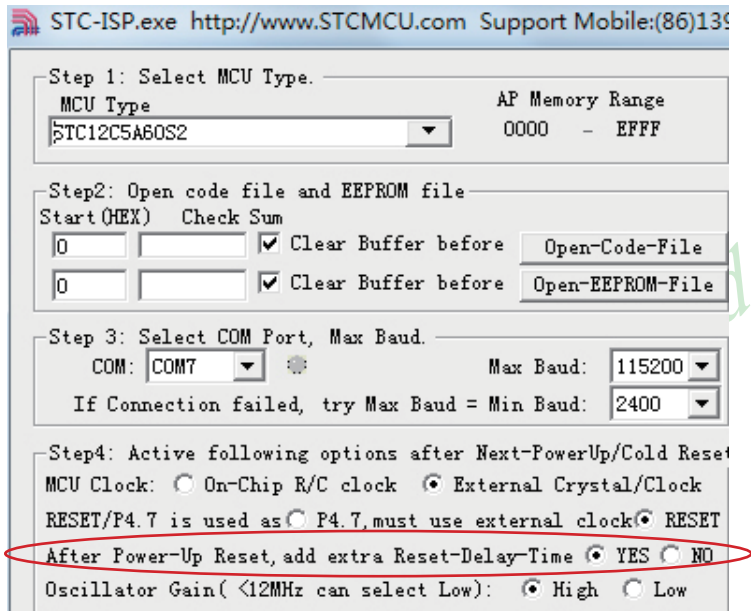 STC-ISP.exe http://www.STCMCU.com Support Mobile:(86)139
Step 1: Select MCU Type.
MCU Type AP Memory Range
STC12C5A60S2 0000 - EFFF
Step2: Open code file and EEPROM file
Start(HEX) Check Sum
0 Clear Buffer before Open-Code-File
0 Clear Buffer before Open-EEPROM-File
Step 3: Select COM Port, Max Baud.
COM: COM7 Max Baud: 115200
If Connection failed, try Max Baud = Min Baud: 2400
Step4: Active following options after Next-PowerUp/Cold Reset
MCU Clock: On-Chip R/C clock External Crystal/Clock
RESET/P4.7 is used as P4.7,must use external clock RESET
After Power-Up Reset,add extra Reset-Delay-Time YES NO
Oscillator Gain( <12MHz can select Low): High Low